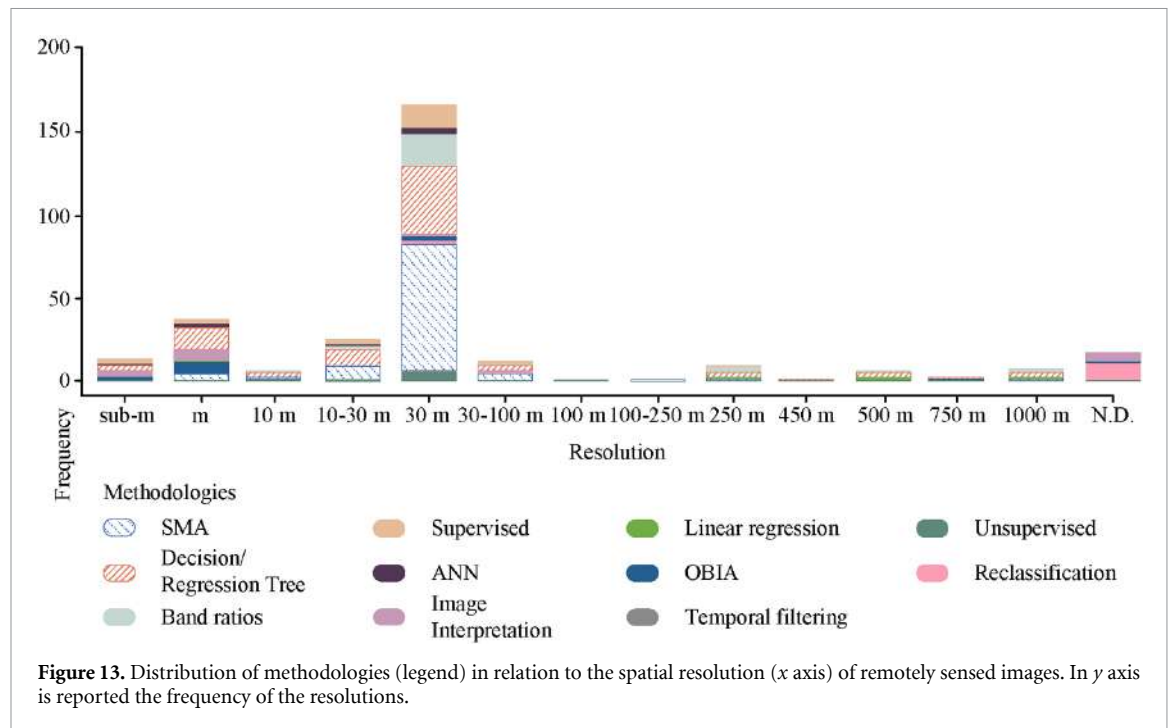 200
150
100
50
0
Frequency
sub-m m 10 m 10-30 m 30 m 30-100 m 100 m 100-250 m 250 m 450 m 500 m 750 m 1000 m N.D.
Resolution
Methodologies
SMA
Decision/
Regression Tree
Band ratios
Supervised
ANN
Image
Interpretation
Linear regression
OBIA
Temporal filtering
Unsupervised
Reclassification
Figure 13. Distribution of methodologies (legend) in relation to the spatial resolution (x axis) of remotely sensed images. In y axis
is reported the frequency of the resolutions.